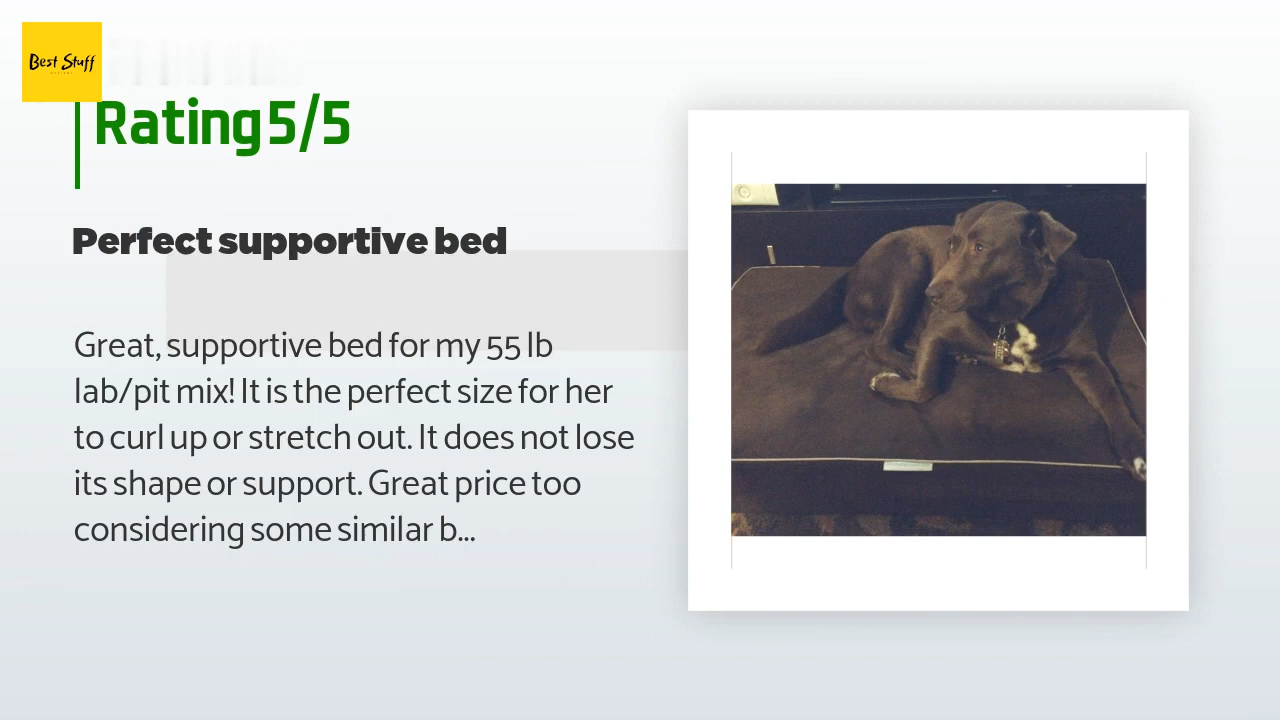 Best Stuff
Rating 5/5
Perfect supportive bed
Great, supportive bed for my 55 lb
lab/pit mix! It is the perfect size for her
to curl up or stretch out. It does not lose
its shape or support. Great price too
considering some similar b...